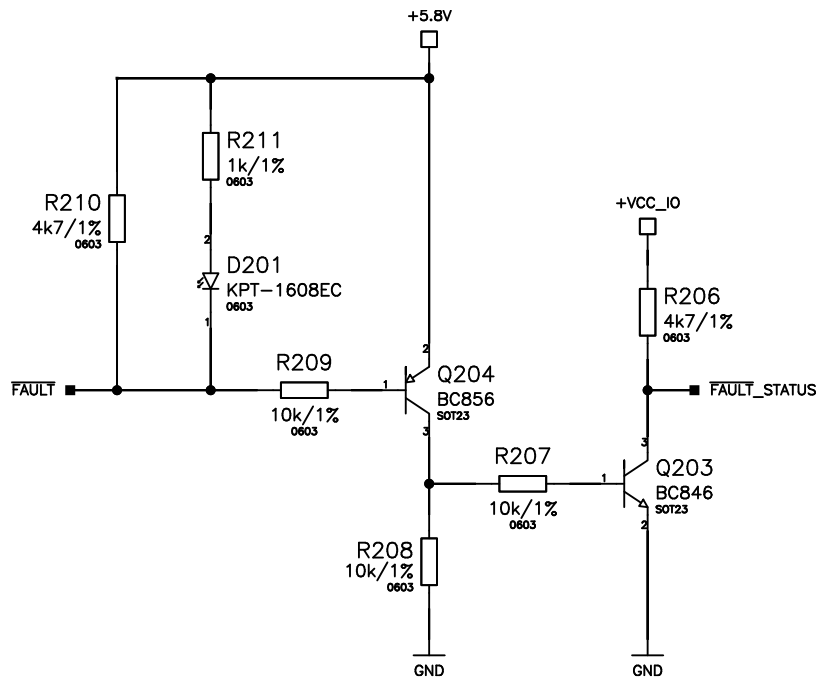 +5.8V
R211
1k/1%
0603
R210
4k7/1%
0603
+VCC_IO
2
D201
KPT-1608EC
0603
1
R206
4k7/1%
0603
2
R209
Q204
FAULT
1
FAULT_STATUS
10k/1%
0603
BC856
SOT23
3
3
R207
1
Q203
BC846
SOT23
10k/1%
0603
2
R208
10k/1%
0603
GND
GND